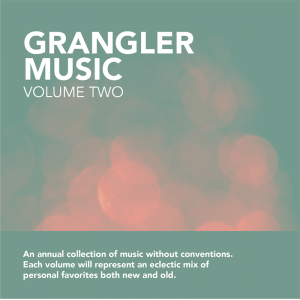 GRANGLER
MUSIC
VOLUME TWO
An annual collection of music without conventions.
Each volume will represent an eclectic mix of
personal favorites both new and old.